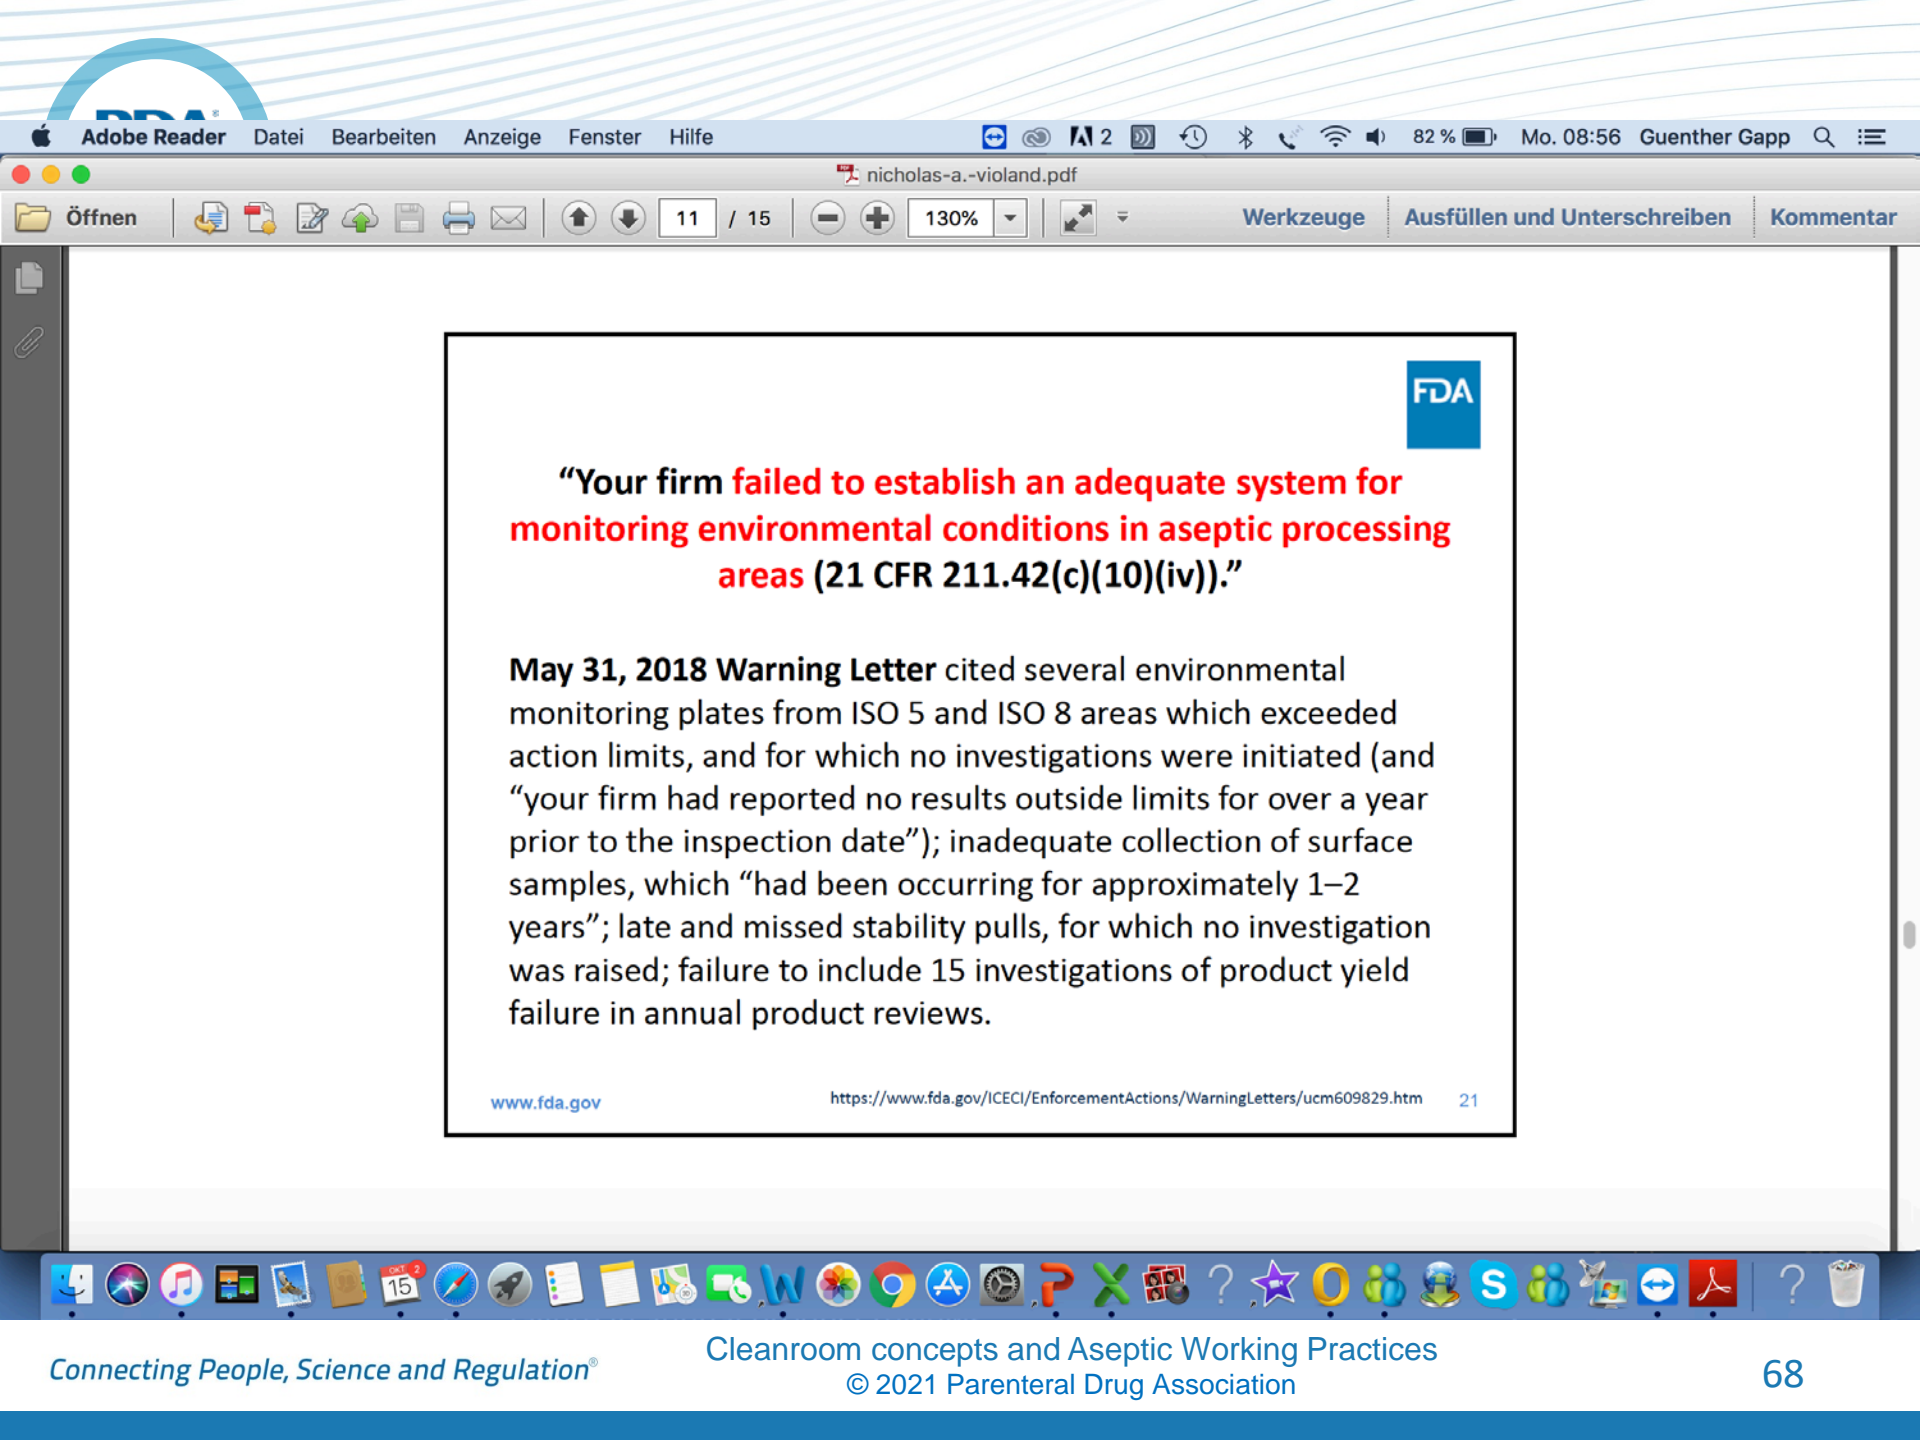 PDA®
Adobe Reader Datei Bearbeiten Anzeige Fenster Hilfe 2 82 % Mo. 08:56 Guenther Gapp
nicholas-a.-violand.pdf
Öffnen 11 / 15 130% Werkzeuge Ausfüllen und Unterschreiben Kommentar
FDA
“Your firm failed to establish an adequate system for
monitoring environmental conditions in aseptic processing
areas (21 CFR 211.42(c)(10)(iv)).”
May 31, 2018 Warning Letter cited several environmental
monitoring plates from ISO 5 and ISO 8 areas which exceeded
action limits, and for which no investigations were initiated (and
“your firm had reported no results outside limits for over a year
prior to the inspection date”); inadequate collection of surface
samples, which “had been occurring for approximately 1–2
years”; late and missed stability pulls, for which no investigation
was raised; failure to include 15 investigations of product yield
failure in annual product reviews.
www.fda.gov https://www.fda.gov/ICECI/EnforcementActions/WarningLetters/ucm609829.htm 21
OKT 2
15
Connecting People, Science and Regulation®
Cleanroom concepts and Aseptic Working Practices
© 2021 Parenteral Drug Association
68